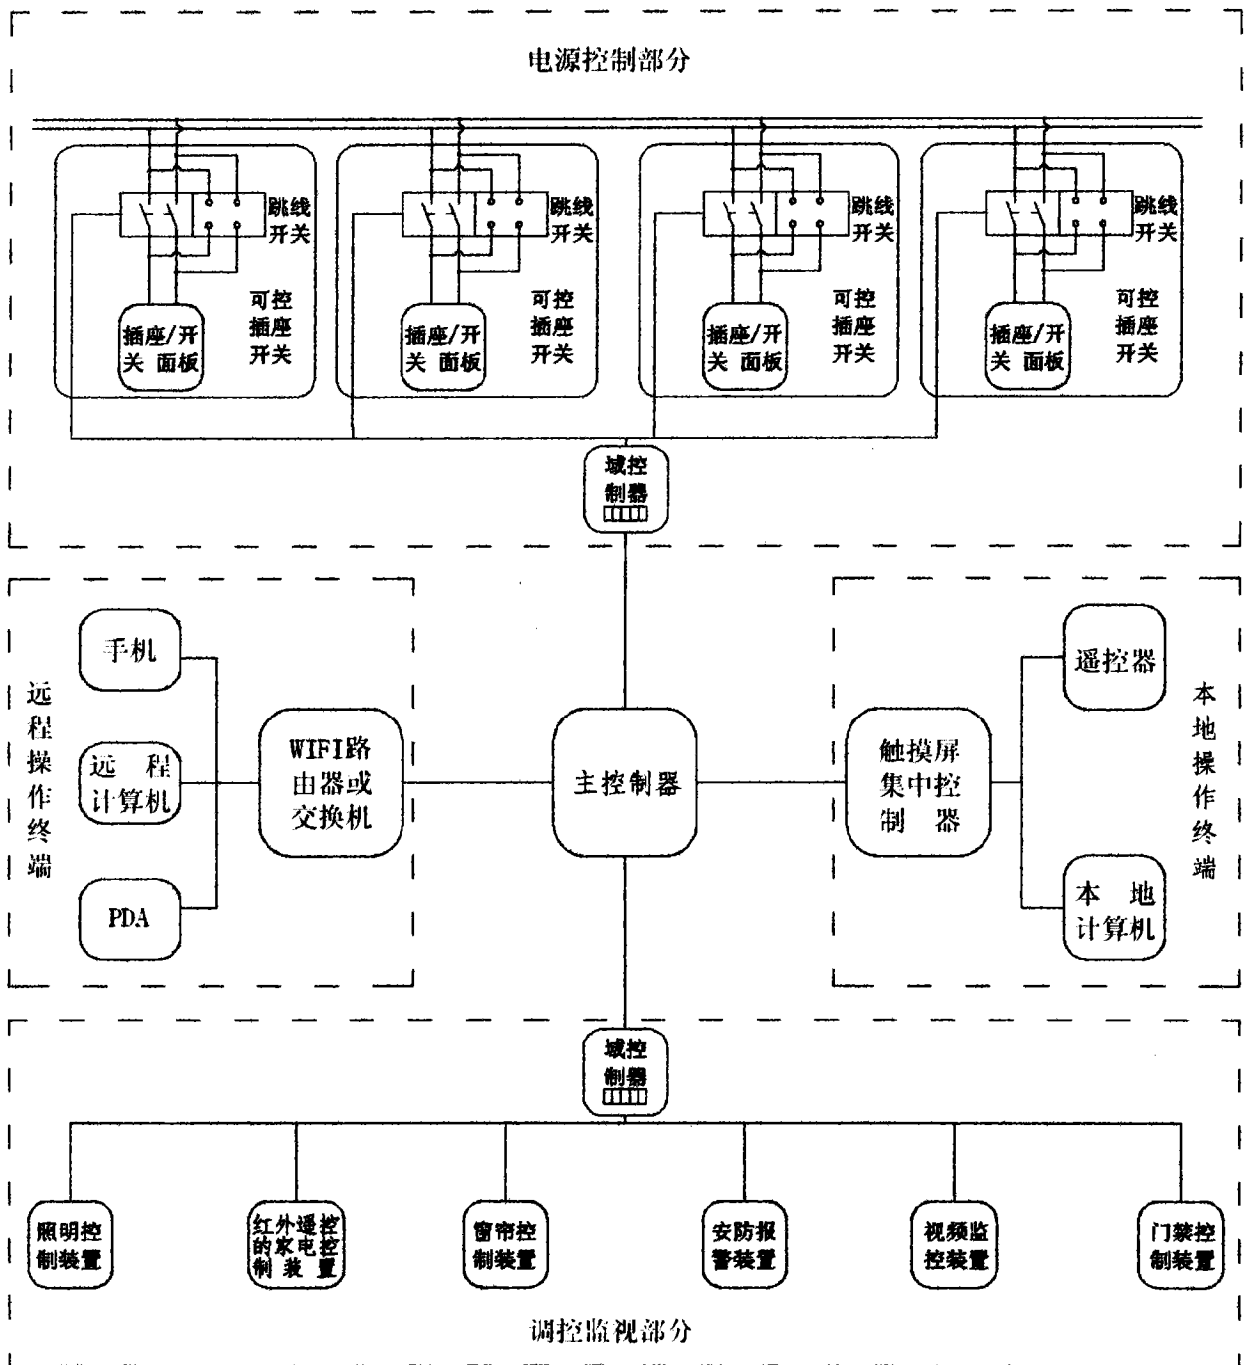 电源控制部分
跳线
开关
可控
插座
开关
插座/开
关 面板
跳线
开关
可控
插座
开关
插座/开
关 面板
跳线
开关
可控
插座
开关
插座/开
关 面板
跳线
开关
可控
插座
开关
插座/开
关 面板
域控
制器
远程操作终端
手机
远 程
计算机
PDA
WIFI路
由器或
交换机
主控制器
触摸屏
集中控
制 器
遥控器
本 地
计算机
本地操作终端
域控
制器
照明控
制装置
红外遥控
的家电控
制装置
窗帘控
制装置
安防报
警装置
视频监
控装置
门禁控
制装置
调控监视部分